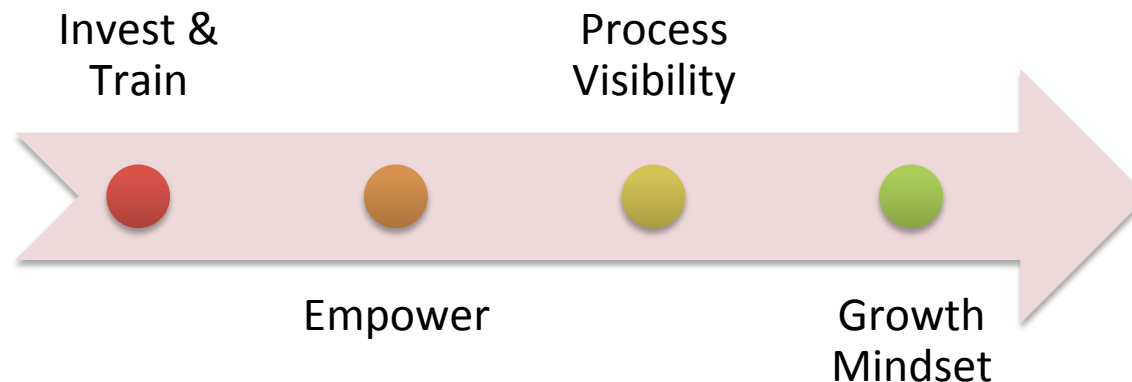 Invest &
Train
Empower
Process
Visibility
Growth
Mindset